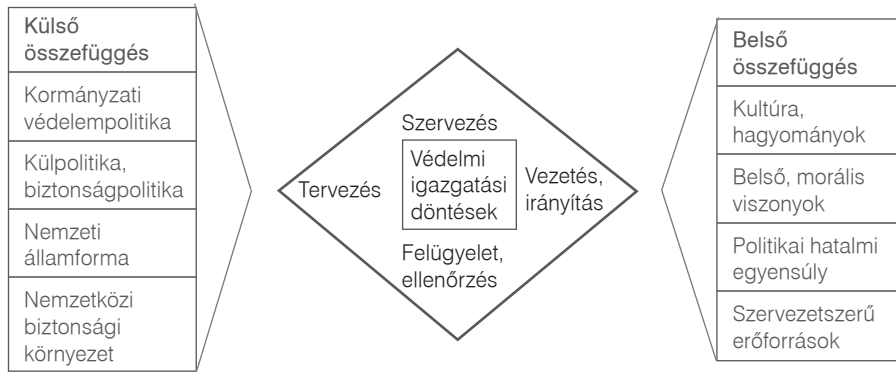 Külső
összefüggés
Kormányzati
védelempolitika
Külpolitika,
biztonságpolitika
Nemzeti
államforma
Nemzetközi
biztonsági
környezet
Szervezés
Tervezés
Védelmi
igazgatási
döntések
Vezetés,
irányítás
Felügyelet,
ellenőrzés
Belső
összefüggés
Kultúra,
hagyományok
Belső, morális
viszonyok
Politikai hatalmi
egyensúly
Szervezetszerű
erőforrások